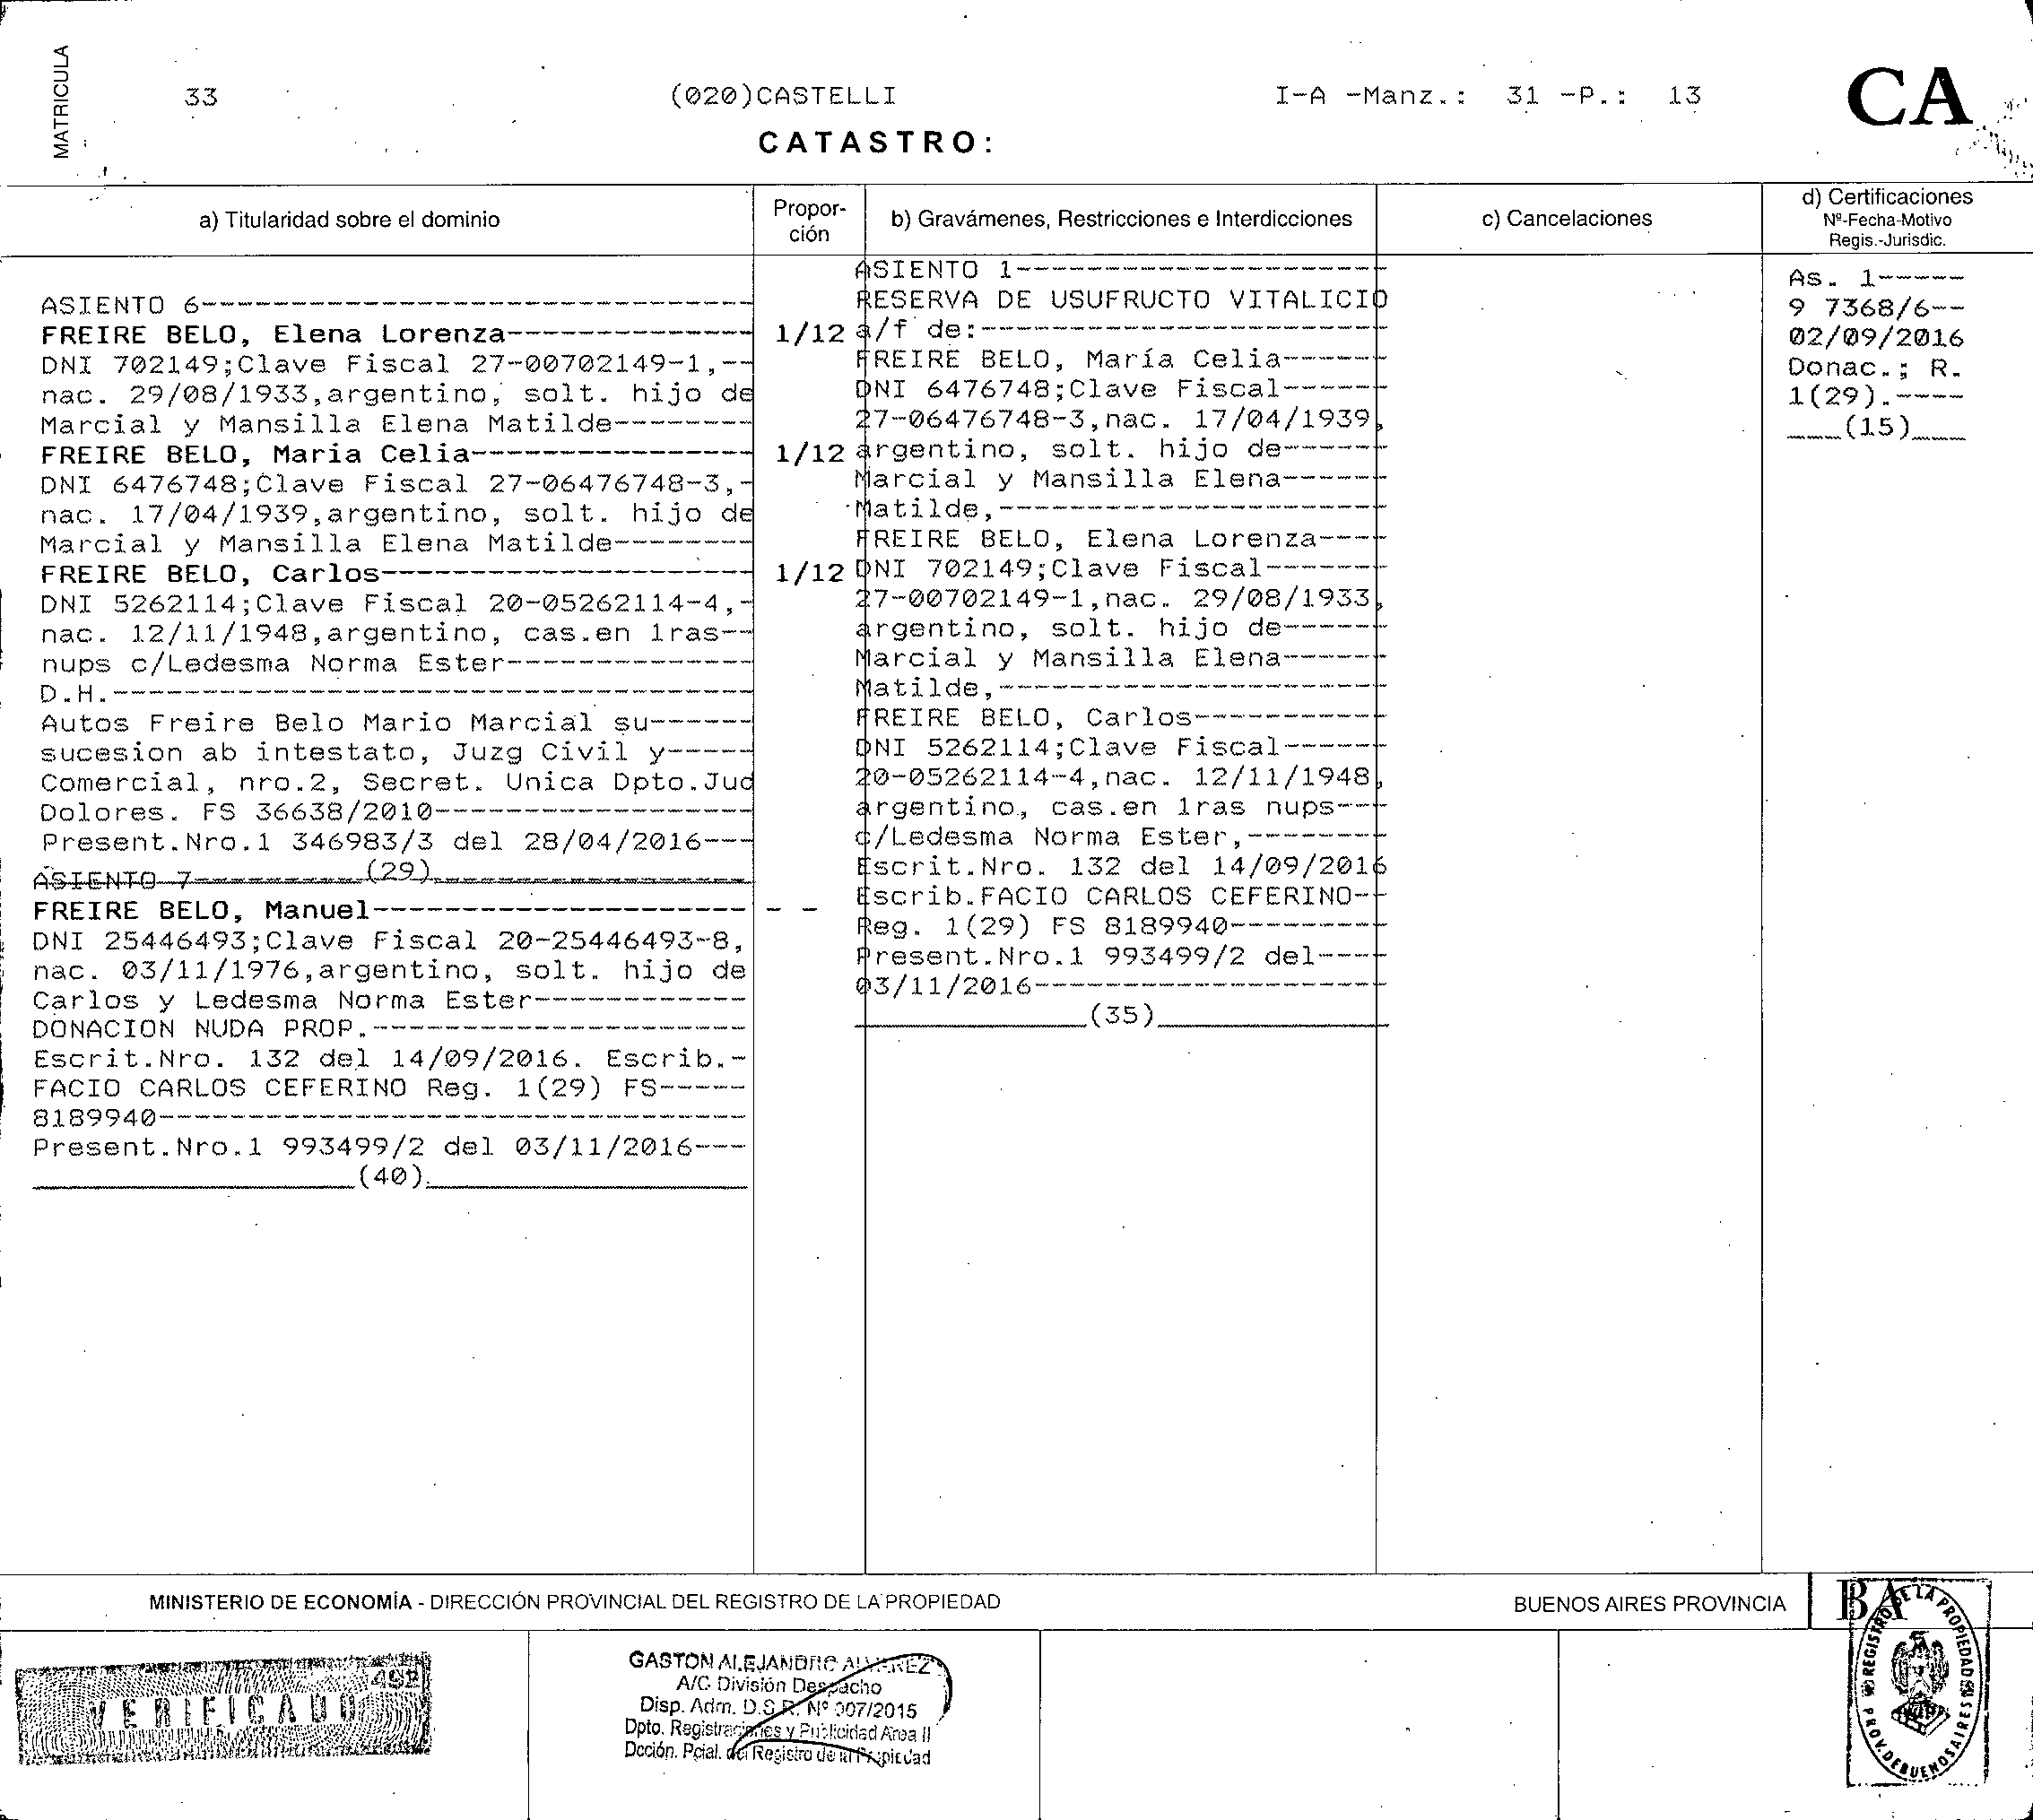 MATRICULA
33
(020)CASTELLI
I-A -Manz.: 31 -P.: 13
CA
CATASTRO:
a) Titularidad sobre el dominio
Propor-
ción
b) Gravámenes, Restricciones e Interdicciones
c) Cancelaciones
d) Certificaciones
Nº-Fecha-Motivo
Regis.-Jurisdic.
ASIENTO 6-------------------------------
FREIRE BELO, Elena Lorenza-------------- 1/12
DNI 702149;Clave Fiscal 27-00702149-1,--
nac. 29/08/1933,argentino, solt. hijo de
Marcial y Mansilla Elena Matilde--------
FREIRE BELO, Maria Celia---------------- 1/12
DNI 6476748;Clave Fiscal 27-06476748-3,-
nac. 17/04/1939,argentino, solt. hijo de
Marcial y Mansilla Elena Matilde--------
FREIRE BELO, Carlos--------------------- 1/12
DNI 5262114;Clave Fiscal 20-05262114-4,-
nac. 12/11/1948,argentino, cas.en 1ras--
nups c/Ledesma Norma Ester--------------
D.H.------------------------------------
Autos Freire Belo Mario Marcial su------
sucesion ab intestato, Juzg Civil y-----
Comercial, nro.2, Secret. Unica Dpto.Jud
Dolores. FS 36638/2010------------------
Present.Nro.1 346983/3 del 28/04/2016---
(29)
ASIENTO 7
FREIRE BELO, Manuel--------------------- - -
DNI 25446493;Clave Fiscal 20-25446493-8,
nac. 03/11/1976,argentino, solt. hijo de
Carlos y Ledesma Norma Ester------------
DONACION NUDA PROP.---------------------
Escrit.Nro. 132 del 14/09/2016. Escrib.-
FACIO CARLOS CEFERINO Reg. 1(29) FS-----
8189940---------------------------------
Present.Nro.1 993499/2 del 03/11/2016---
(40)
ASIENTO 1---------------------
RESERVA DE USUFRUCTO VITALICIO
a/f de:-----------------------
FREIRE BELO, María Celia------
DNI 6476748;Clave Fiscal------
27-06476748-3,nac. 17/04/1939,
argentino, solt. hijo de------
Marcial y Mansilla Elena------
Matilde,----------------------
FREIRE BELO, Elena Lorenza----
DNI 702149;Clave Fiscal-------
27-00702149-1,nac. 29/08/1933,
argentino, solt. hijo de------
Marcial y Mansilla Elena------
Matilde,----------------------
FREIRE BELO, Carlos-----------
DNI 5262114;Clave Fiscal------
20-05262114-4,nac. 12/11/1948,
argentino, cas.en 1ras nups---
c/Ledesma Norma Ester,--------
Escrit.Nro. 132 del 14/09/2016
Escrib.FACIO CARLOS CEFERINO--
Reg. 1(29) FS 8189940---------
Present.Nro.1 993499/2 del----
03/11/2016--------------------
(35)
As. 1-----
9 7368/6--
02/09/2016
Donac.; R.
1(29).----
(15)
MINISTERIO DE ECONOMÍA - DIRECCIÓN PROVINCIAL DEL REGISTRO DE LA PROPIEDAD
BUENOS AIRES PROVINCIA
BA
VERIFICADO
GASTON ALEJANDRO ALVAREZ
A/C División Despacho
Disp. Adm. D.S.R. Nº 007/2015
Dpto. Registraciones y Publicidad Area II
Dcción. Pcial. del Registro de la Propiedad
REGISTRO DE LA PROPIEDAD
PROV. DE BUENOS AIRES